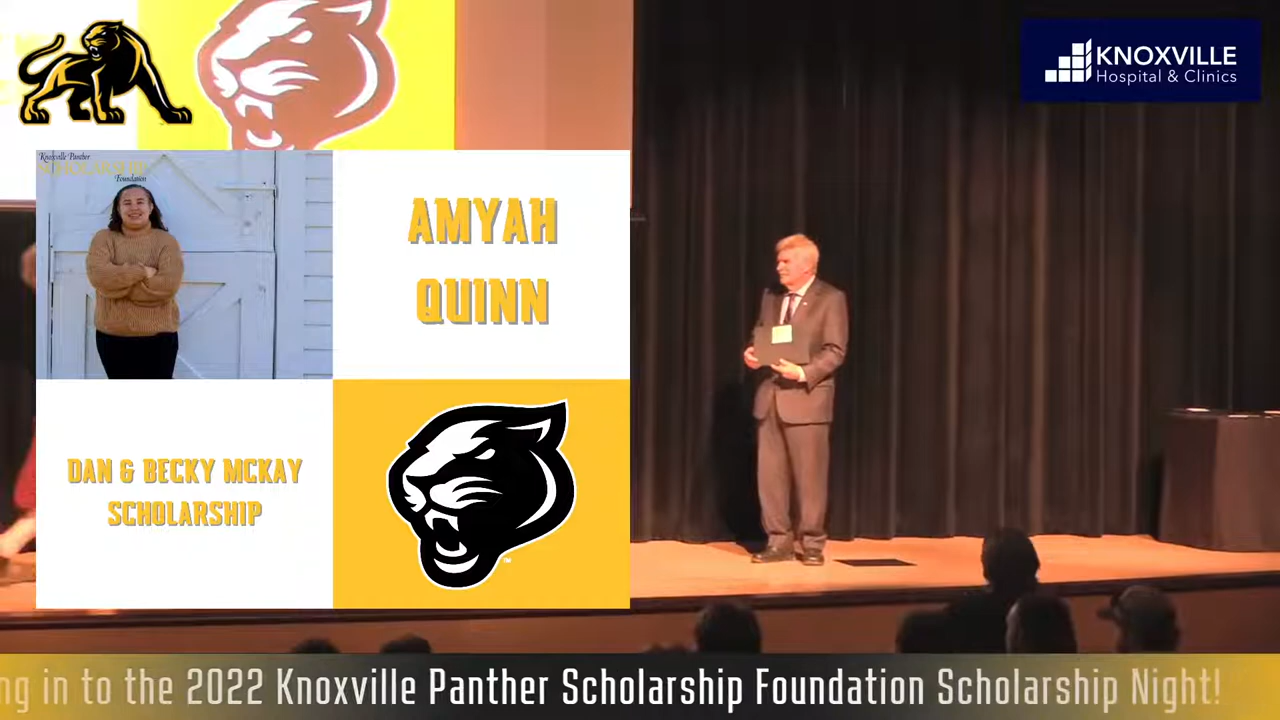 KNOXVILLE
Hospital & Clinics
Knoxville Panther
SCHOLARSHIP
Foundation
AMYAH
QUINN
DAN & BECKY MCKAY
SCHOLARSHIP
ng in to the 2022 Knoxville Panther Scholarship Foundation Scholarship Night!